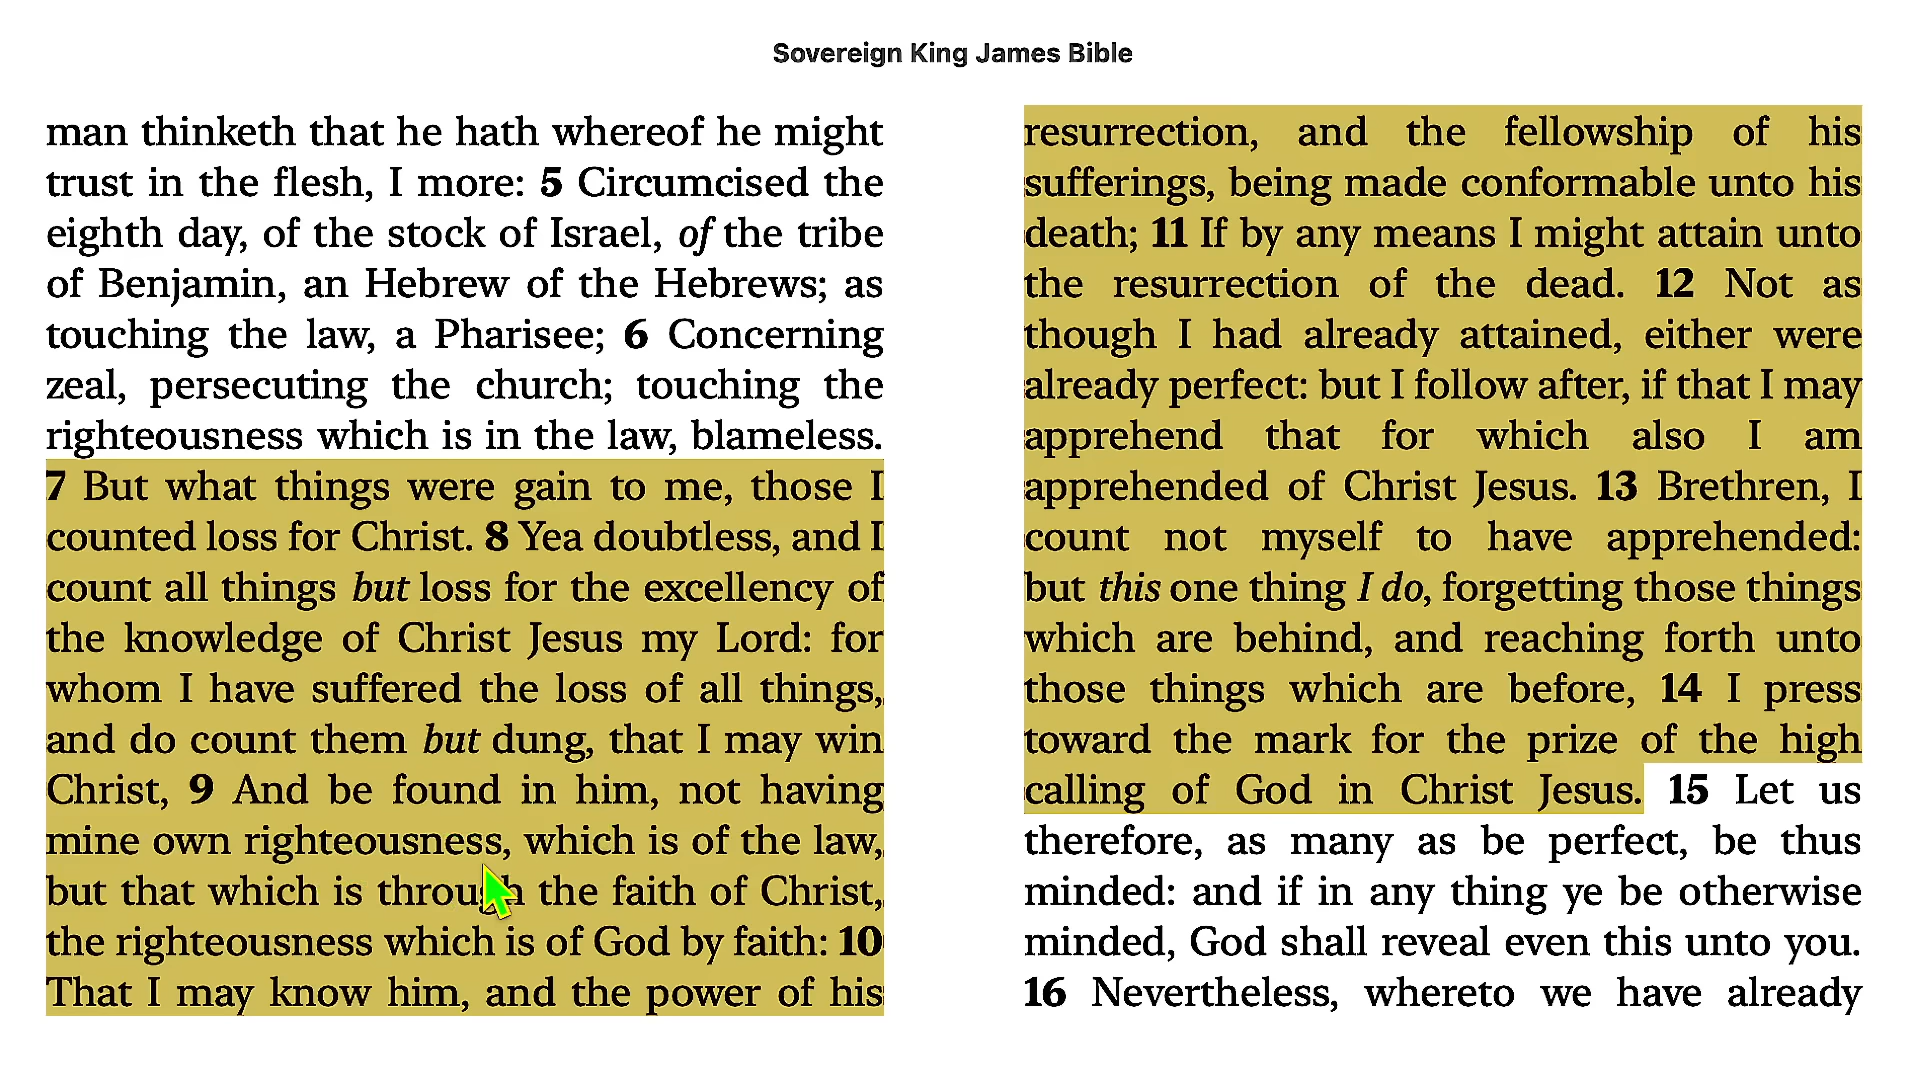 Sovereign King James Bible
man thinketh that he hath whereof he might
trust in the flesh, I more: 5 Circumcised the
eighth day, of the stock of Israel, of the tribe
of Benjamin, an Hebrew of the Hebrews; as
touching the law, a Pharisee; 6 Concerning
zeal, persecuting the church; touching the
righteousness which is in the law, blameless.
7 But what things were gain to me, those I
counted loss for Christ. 8 Yea doubtless, and I
count all things but loss for the excellency of
the knowledge of Christ Jesus my Lord: for
whom I have suffered the loss of all things,
and do count them but dung, that I may win
Christ, 9 And be found in him, not having
mine own righteousness, which is of the law,
but that which is through the faith of Christ,
the righteousness which is of God by faith: 10
That I may know him, and the power of his
resurrection, and the fellowship of his
sufferings, being made conformable unto his
death; 11 If by any means I might attain unto
the resurrection of the dead. 12 Not as
though I had already attained, either were
already perfect: but I follow after, if that I may
apprehend that for which also I am
apprehended of Christ Jesus. 13 Brethren, I
count not myself to have apprehended:
but this one thing I do, forgetting those things
which are behind, and reaching forth unto
those things which are before, 14 I press
toward the mark for the prize of the high
calling of God in Christ Jesus. 15 Let us
therefore, as many as be perfect, be thus
minded: and if in any thing ye be otherwise
minded, God shall reveal even this unto you.
16 Nevertheless, whereto we have already